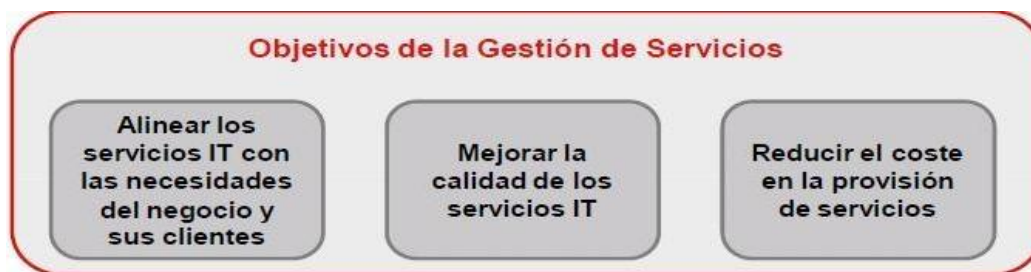 Objetivos de la Gestión de Servicios
Alinear los
servicios IT con
las necesidades
del negocio y
sus clientes
Mejorar la
calidad de los
servicios IT
Reducir el coste
en la provisión
de servicios